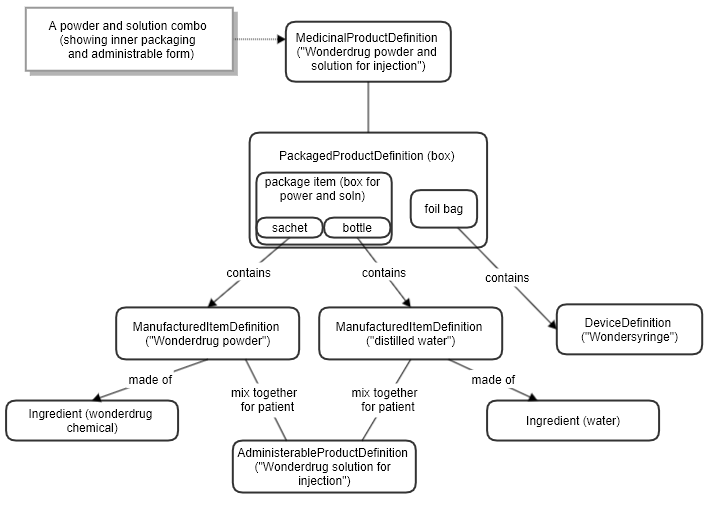 A powder and solution combo
(showing inner packaging
and administrable form)
MedicinalProductDefinition
("Wonderdrug powder and
solution for injection")
PackagedProductDefinition (box)
package item (box for
power and soln)
sachet
bottle
foil bag
contains
contains
contains
ManufacturedItemDefinition
("Wonderdrug powder")
ManufacturedItemDefinition
("distilled water")
DeviceDefinition
("Wondersyringe")
made of
mix together
for patient
mix together
for patient
made of
Ingredient (wonderdrug
chemical)
Ingredient (water)
AdministerableProductDefinition
("Wonderdrug solution for
injection")